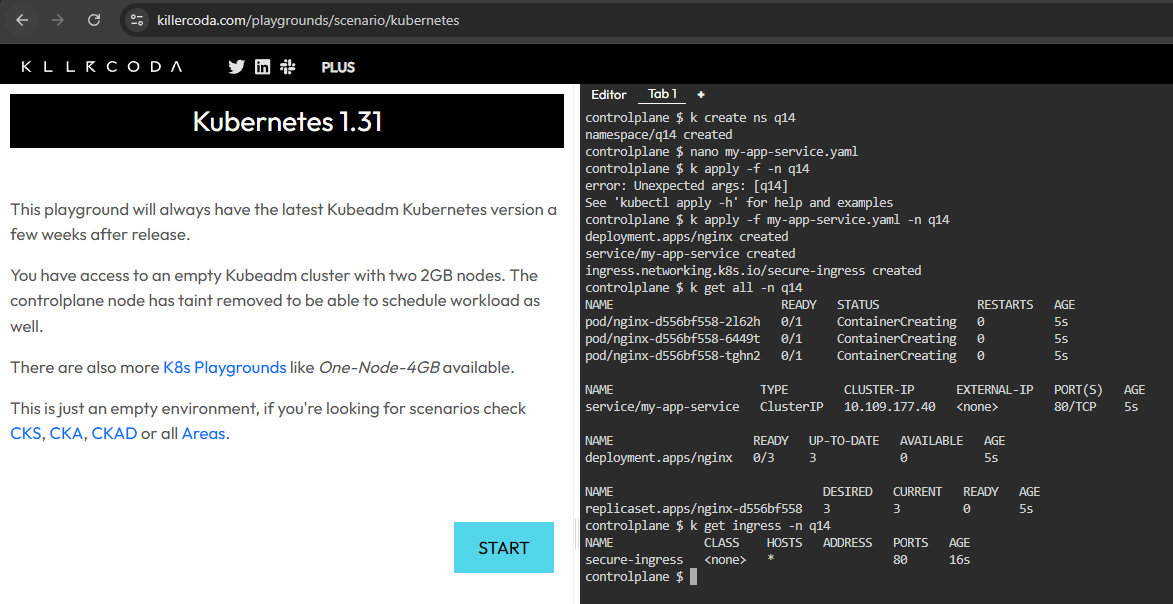 killercoda.com/playgrounds/scenario/kubernetes
KLLRCODA
PLUS
Kubernetes 1.31
This playground will always have the latest Kubeadm Kubernetes version a
few weeks after release.
You have access to an empty Kubeadm cluster with two 2GB nodes. The
controlplane node has taint removed to be able to schedule workload as
well.
There are also more K8s Playgrounds like One-Node-4GB available.
This is just an empty environment, if you're looking for scenarios check
CKS, CKA, CKAD or all Areas.
START
Editor Tab 1 +
controlplane $ k create ns q14
namespace/q14 created
controlplane $ nano my-app-service.yaml
controlplane $ k apply -f -n q14
error: Unexpected args: [q14]
See 'kubectl apply -h' for help and examples
controlplane $ k apply -f my-app-service.yaml -n q14
deployment.apps/nginx created
service/my-app-service created
ingress.networking.k8s.io/secure-ingress created
controlplane $ k get all -n q14
NAME READY STATUS RESTARTS AGE
pod/nginx-d556bf558-2l62h 0/1 ContainerCreating 0 5s
pod/nginx-d556bf558-6449t 0/1 ContainerCreating 0 5s
pod/nginx-d556bf558-tghn2 0/1 ContainerCreating 0 5s
NAME TYPE CLUSTER-IP EXTERNAL-IP PORT(S) AGE
service/my-app-service ClusterIP 10.109.177.40 <none> 80/TCP 5s
NAME READY UP-TO-DATE AVAILABLE AGE
deployment.apps/nginx 0/3 3 0 5s
NAME DESIRED CURRENT READY AGE
replicaset.apps/nginx-d556bf558 3 3 0 5s
controlplane $ k get ingress -n q14
NAME CLASS HOSTS ADDRESS PORTS AGE
secure-ingress <none> * 80 16s
controlplane $